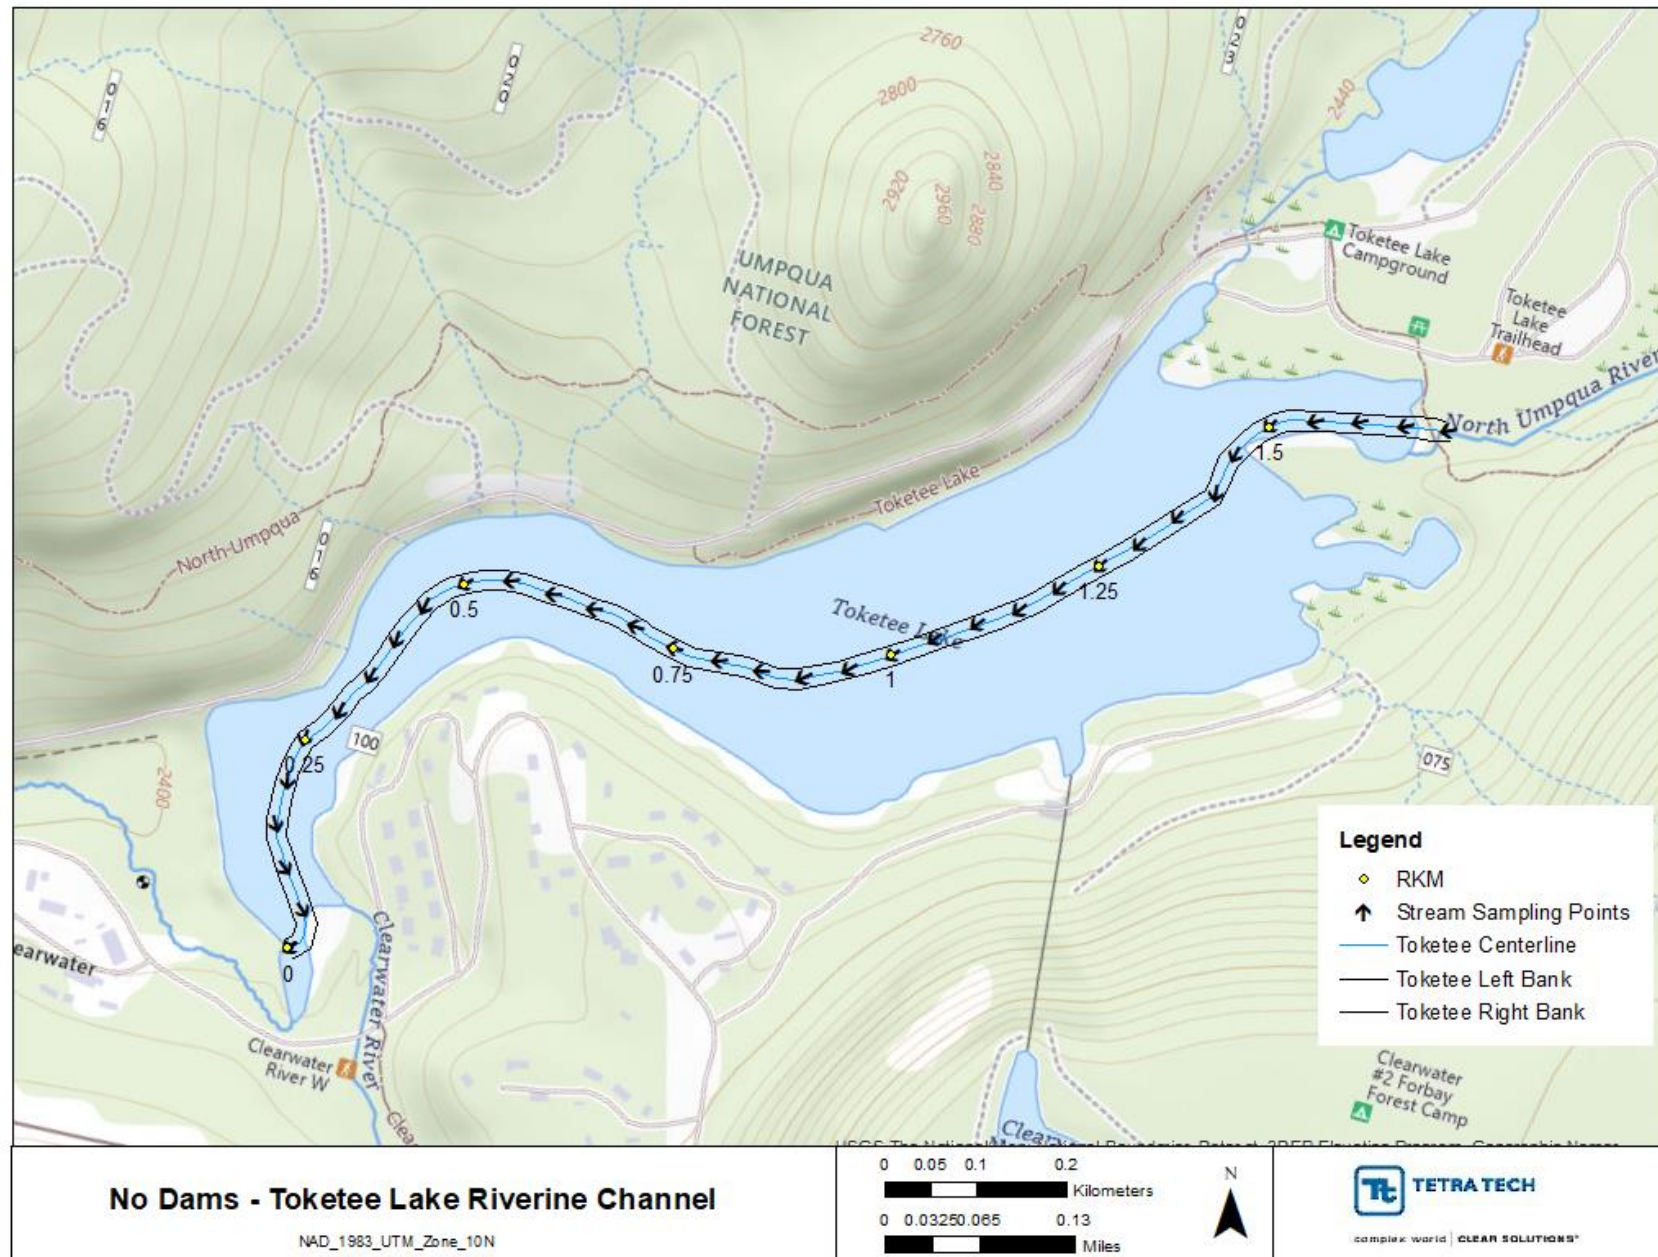 016
020
023
2760
2800
2440
2840
2920
2960
2880
UMPQUA
NATIONAL
FOREST
Toketee Lake
Campground
Toketee
Lake
Trailhead
North Umpqua River
1.5
Toketee Lake
North Umpqua
016
1.25
Toketee Lake
0.5
0.75
1
100
0.25
075
2400
Legend
RKM
Stream Sampling Points
Toketee Centerline
Toketee Left Bank
Toketee Right Bank
earwater
0
Clearwater River
Clearwater
River W
Clea
Clearwater
#2 Forbay
Forest Camp
Clearw
No Dams - Toketee Lake Riverine Channel
NAD_1983_UTM_Zone_10N
0 0.05 0.1 0.2
Kilometers
0 0.0325 0.065 0.13
Miles
N
Tt TETRA TECH
complex world | CLEAR SOLUTIONS™